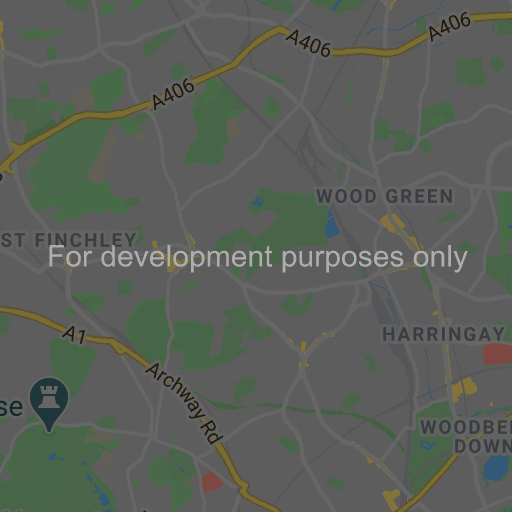 A406
A406
A406
WOOD GREEN
ST FINCHLEY
For development purposes only
A1
HARRINGAY
Archway Rd
se
WOODBE
DOWN